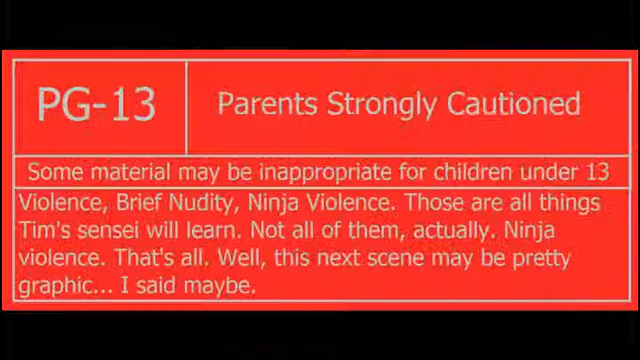 PG-13
Parents Strongly Cautioned
Some material may be inappropriate for children under 13
Violence, Brief Nudity, Ninja Violence. Those are all things
Tim's sensei will learn. Not all of them, actually. Ninja
violence. That's all. Well, this next scene may be pretty
graphic... I said maybe.